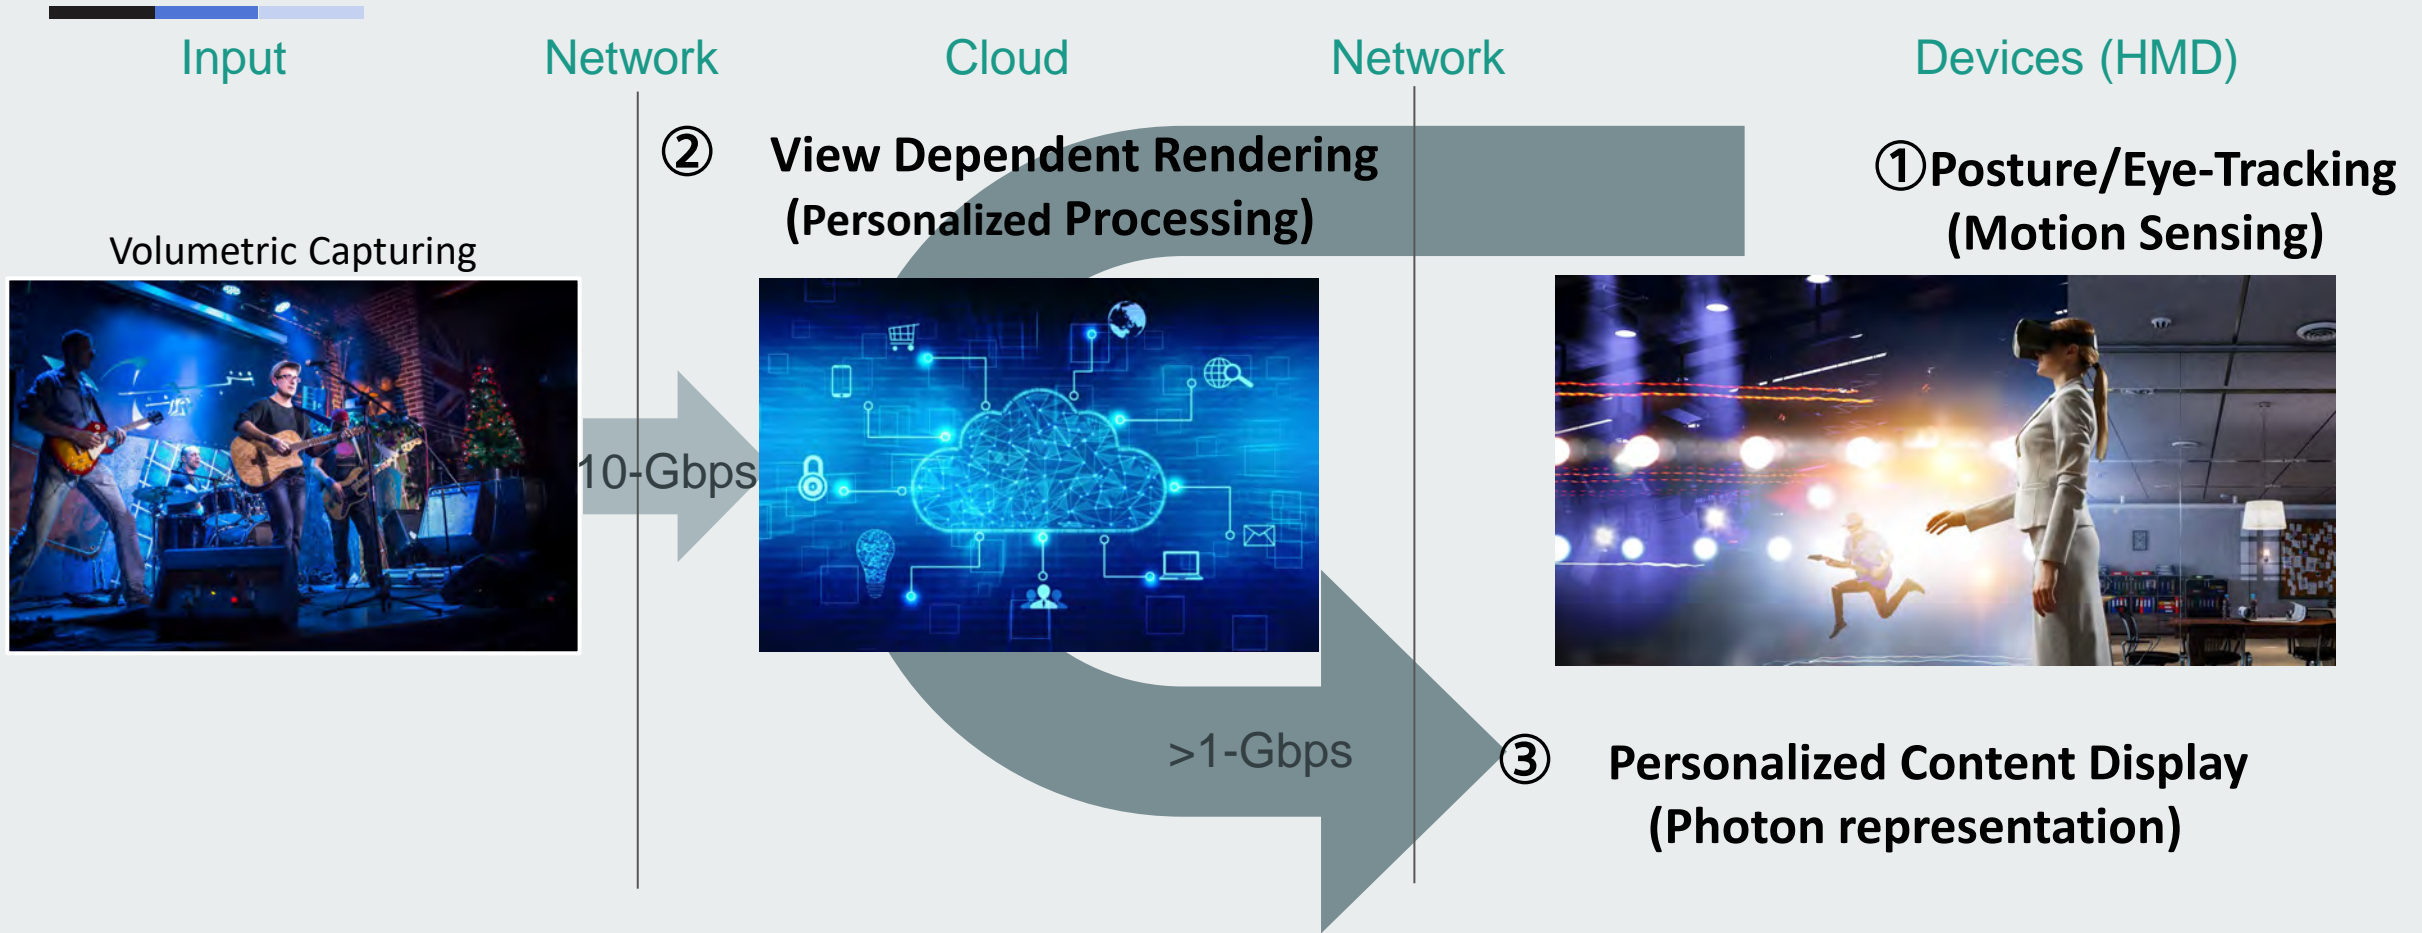 Input
Network
Cloud
Network
Devices (HMD)
② View Dependent Rendering
(Personalized Processing)
①Posture/Eye-Tracking
(Motion Sensing)
Volumetric Capturing
10-Gbps
>1-Gbps
③ Personalized Content Display
(Photon representation)